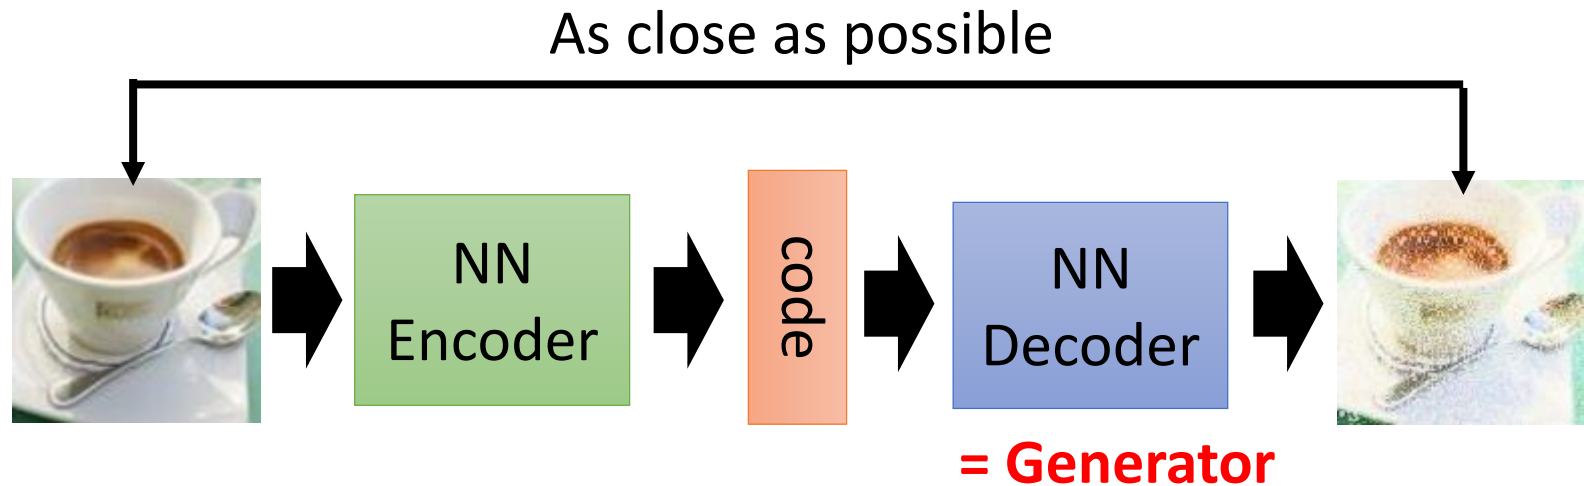 As close as possible
NN
Encoder
code
NN
Decoder
= Generator